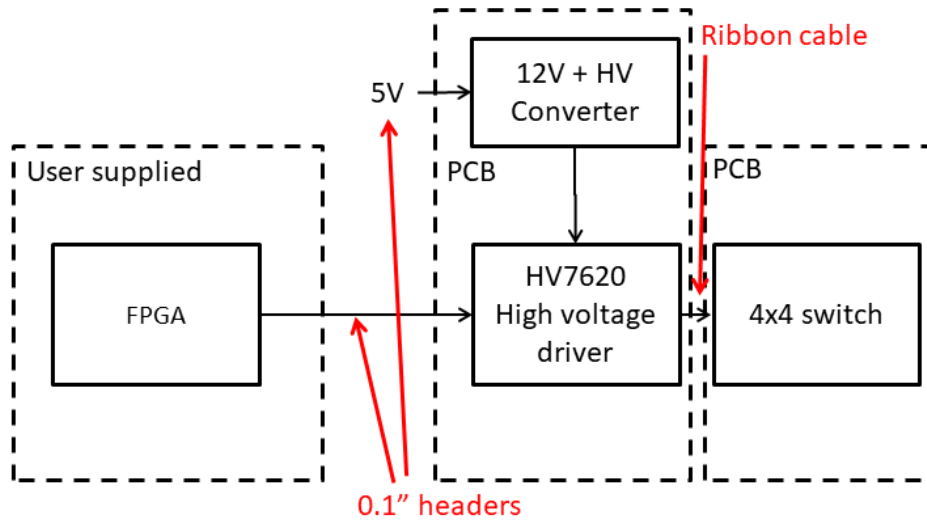 Ribbon cable
12V + HV
Converter
5V
User supplied
PCB
PCB
FPGA
HV7620
High voltage
driver
4x4 switch
0.1” headers